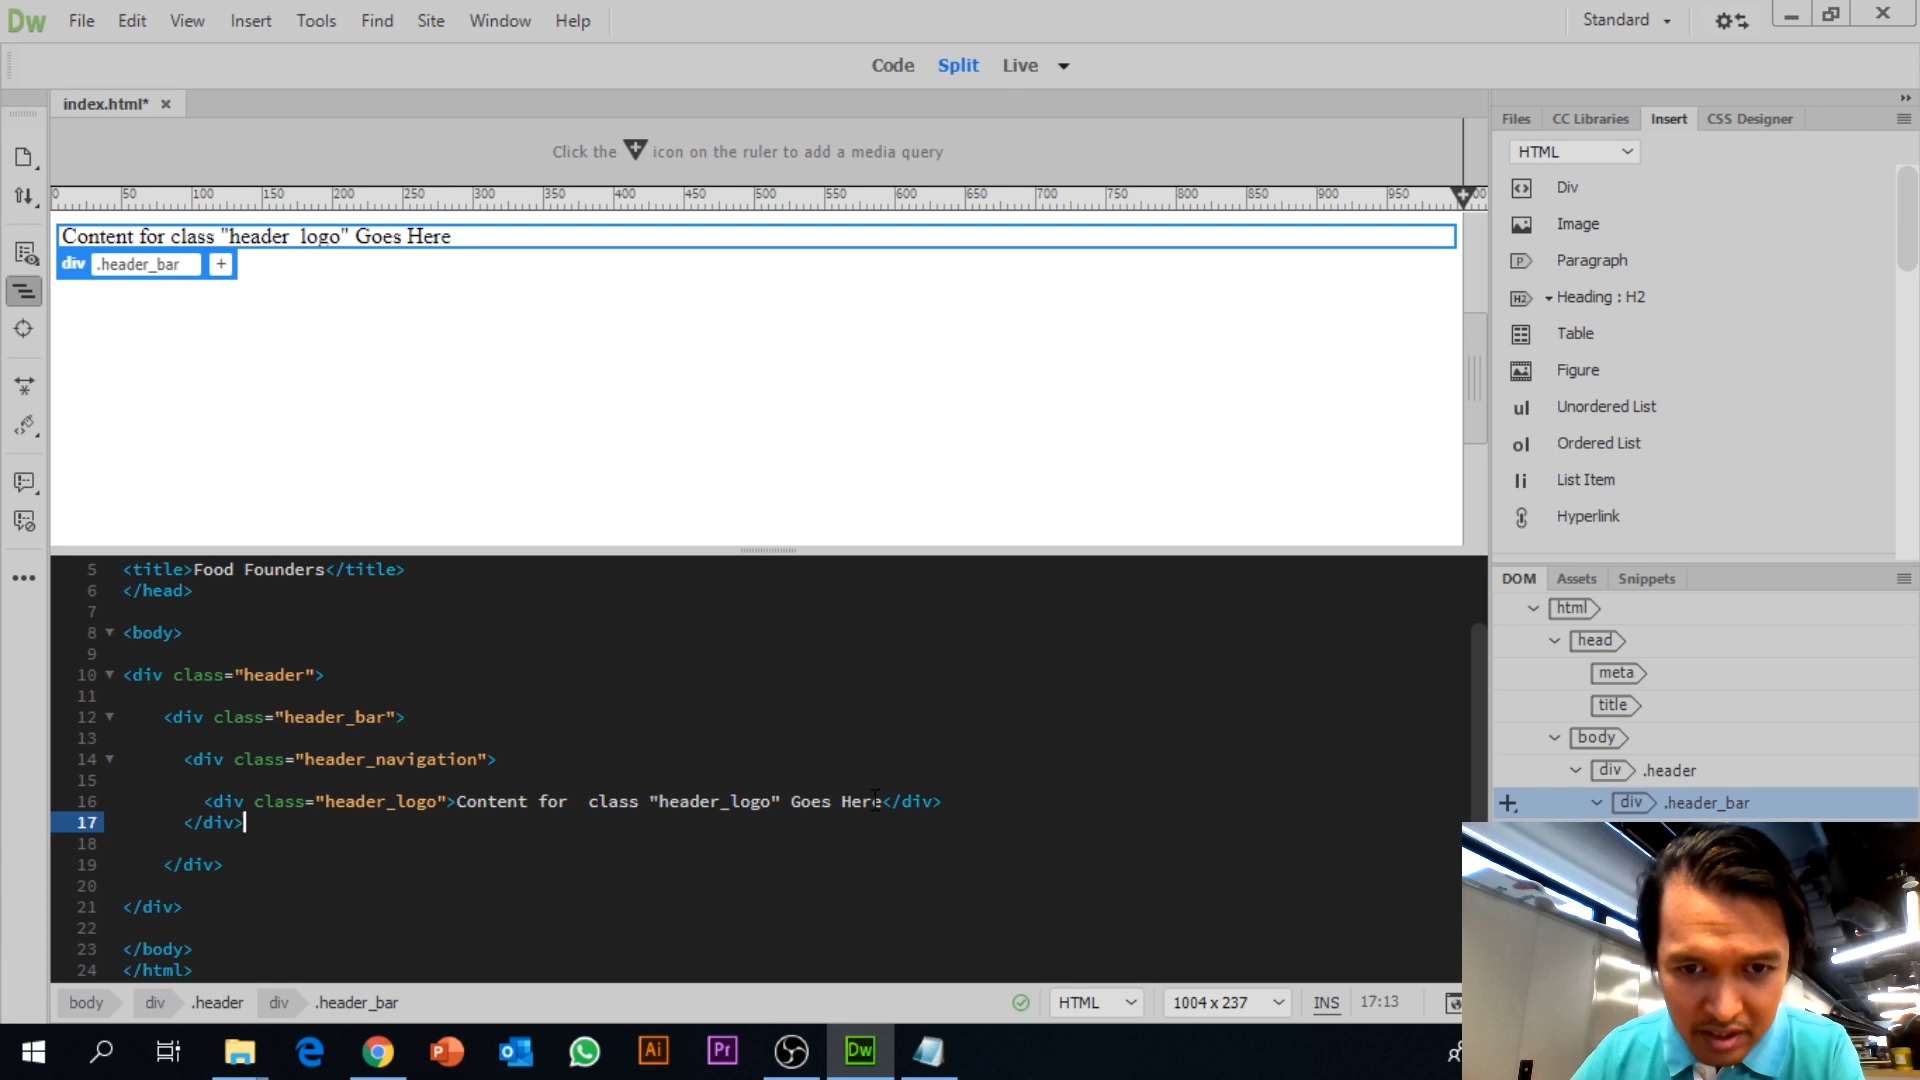 Dw File Edit View Insert Tools Find Site Window Help Standard
Code Split Live
index.html*
Files CC Libraries Insert CSS Designer
Click the icon on the ruler to add a media query
HTML
0 50 100 150 200 250 300 350 400 450 500 550 600 650 700 750 800 850 900 950
Div
Image
Paragraph
Heading : H2
Table
Figure
ul Unordered List
ol Ordered List
li List Item
Hyperlink
Content for class "header_logo" Goes Here
div .header_bar +
5 <title>Food Founders</title>
6 </head>
7
8 <body>
9
10 <div class="header">
11
12 <div class="header_bar">
13
14 <div class="header_navigation">
15
16 <div class="header_logo">Content for  class "header_logo" Goes Here</div>
17 </div>
18
19 </div>
20
21 </div>
22
23 </body>
24 </html>
DOM Assets Snippets
html
head
meta
title
body
div .header
div .header_bar
body div .header div .header_bar HTML 1004 x 237 INS 17:13
Ai Pr Dw